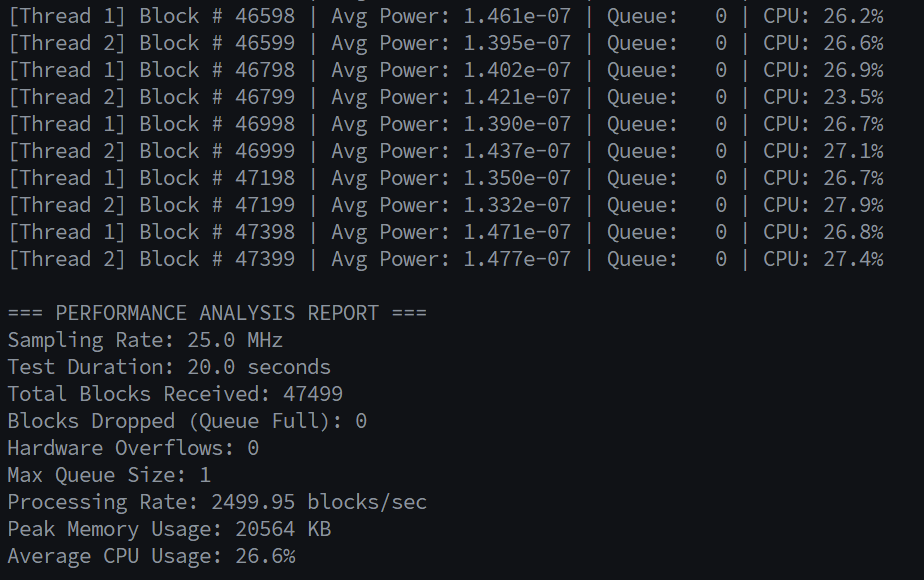 [Thread 1] Block # 46598 | Avg Power: 1.461e-07 | Queue:   0 | CPU: 26.2%
[Thread 2] Block # 46599 | Avg Power: 1.395e-07 | Queue:   0 | CPU: 26.6%
[Thread 1] Block # 46798 | Avg Power: 1.402e-07 | Queue:   0 | CPU: 26.9%
[Thread 2] Block # 46799 | Avg Power: 1.421e-07 | Queue:   0 | CPU: 23.5%
[Thread 1] Block # 46998 | Avg Power: 1.390e-07 | Queue:   0 | CPU: 26.7%
[Thread 2] Block # 46999 | Avg Power: 1.437e-07 | Queue:   0 | CPU: 27.1%
[Thread 1] Block # 47198 | Avg Power: 1.350e-07 | Queue:   0 | CPU: 26.7%
[Thread 2] Block # 47199 | Avg Power: 1.332e-07 | Queue:   0 | CPU: 27.9%
[Thread 1] Block # 47398 | Avg Power: 1.471e-07 | Queue:   0 | CPU: 26.8%
[Thread 2] Block # 47399 | Avg Power: 1.477e-07 | Queue:   0 | CPU: 27.4%
=== PERFORMANCE ANALYSIS REPORT ===
Sampling Rate: 25.0 MHz
Test Duration: 20.0 seconds
Total Blocks Received: 47499
Blocks Dropped (Queue Full): 0
Hardware Overflows: 0
Max Queue Size: 1
Processing Rate: 2499.95 blocks/sec
Peak Memory Usage: 20564 KB
Average CPU Usage: 26.6%